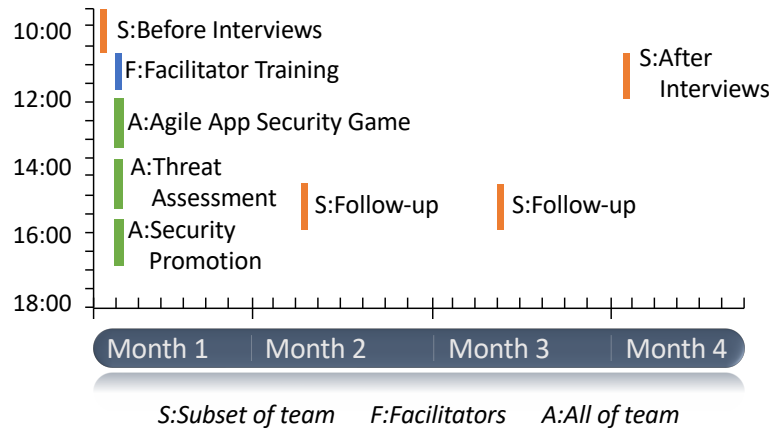 10:00
S:Before Interviews
F:Facilitator Training
S:After
Interviews
12:00
A:Agile App Security Game
14:00
A:Threat
Assessment
S:Follow-up
S:Follow-up
16:00
A:Security
Promotion
18:00
Month 1
Month 2
Month 3
Month 4
S:Subset of team F:Facilitators A:All of team